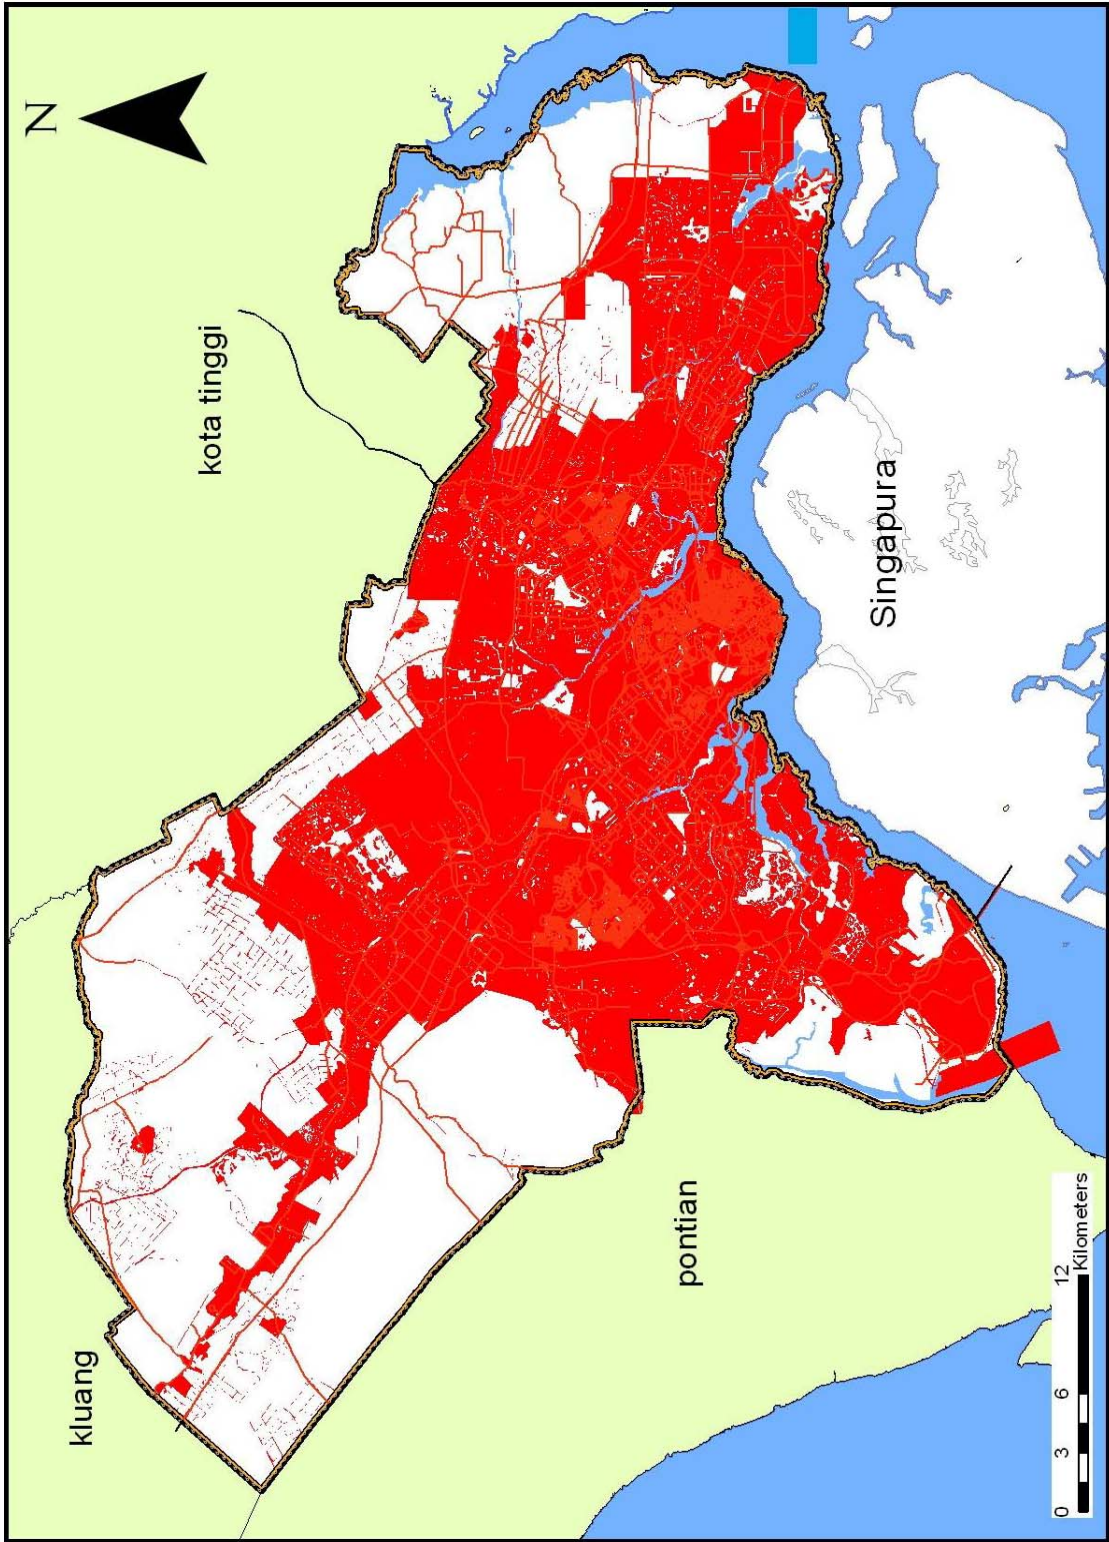 N
kota tinggi
kluang
Singapura
pontian
0 3 6 12
Kilometers